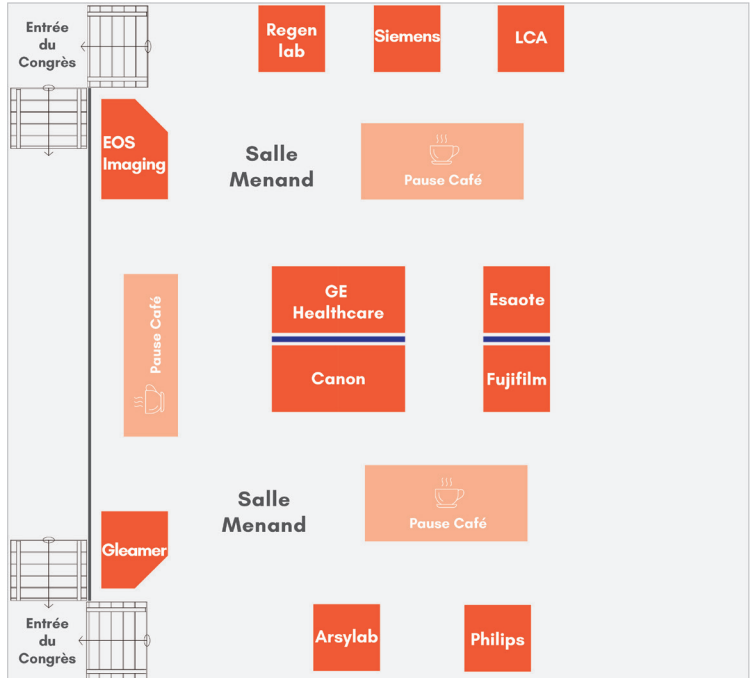 Entrée
du
Congrès
Regen
lab
Siemens
LCA
EOS
Imaging
Salle
Menand
Pause Café
GE
Healthcare
Esaote
Pause Café
Canon
Fujifilm
Salle
Menand
Pause Café
Gleamer
Entrée
du
Congrès
Arsylab
Philips